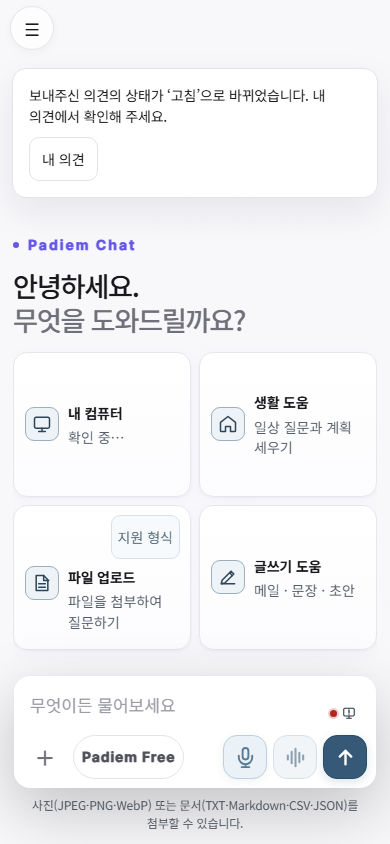 보내주신 의견의 상태가 ‘고침’으로 바뀌었습니다. 내
의견에서 확인해 주세요.
내 의견
Padiem Chat
안녕하세요.
무엇을 도와드릴까요?
내 컴퓨터
확인 중…
생활 도움
일상 질문과 계획
세우기
지원 형식
파일 업로드
파일을 첨부하여
질문하기
글쓰기 도움
메일 · 문장 · 초안
무엇이든 물어보세요
Padiem Free
사진(JPEG·PNG·WebP) 또는 문서(TXT·Markdown·CSV·JSON)를
첨부할 수 있습니다.